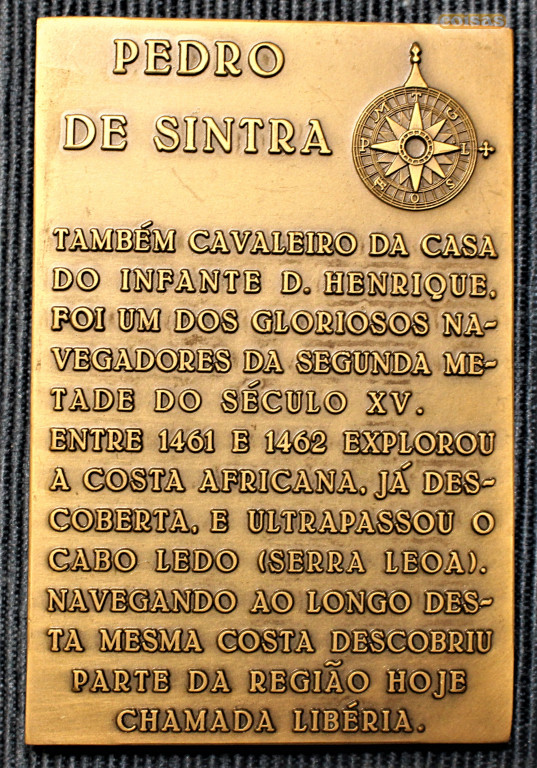 coisas
PEDRO
DE SINTRA
TAMBÉM CAVALEIRO DA CASA
DO INFANTE D. HENRIQUE,
FOI UM DOS GLORIOSOS NA-
VEGADORES DA SEGUNDA ME-
TADE DO SÉCULO XV.
ENTRE 1461 E 1462 EXPLOROU
A COSTA AFRICANA, JÁ DES-
COBERTA, E ULTRAPASSOU O
CABO LEDO (SERRA LEOA).
NAVEGANDO AO LONGO DES-
TA MESMA COSTA DESCOBRIU
PARTE DA REGIÃO HOJE
CHAMADA LIBÉRIA.